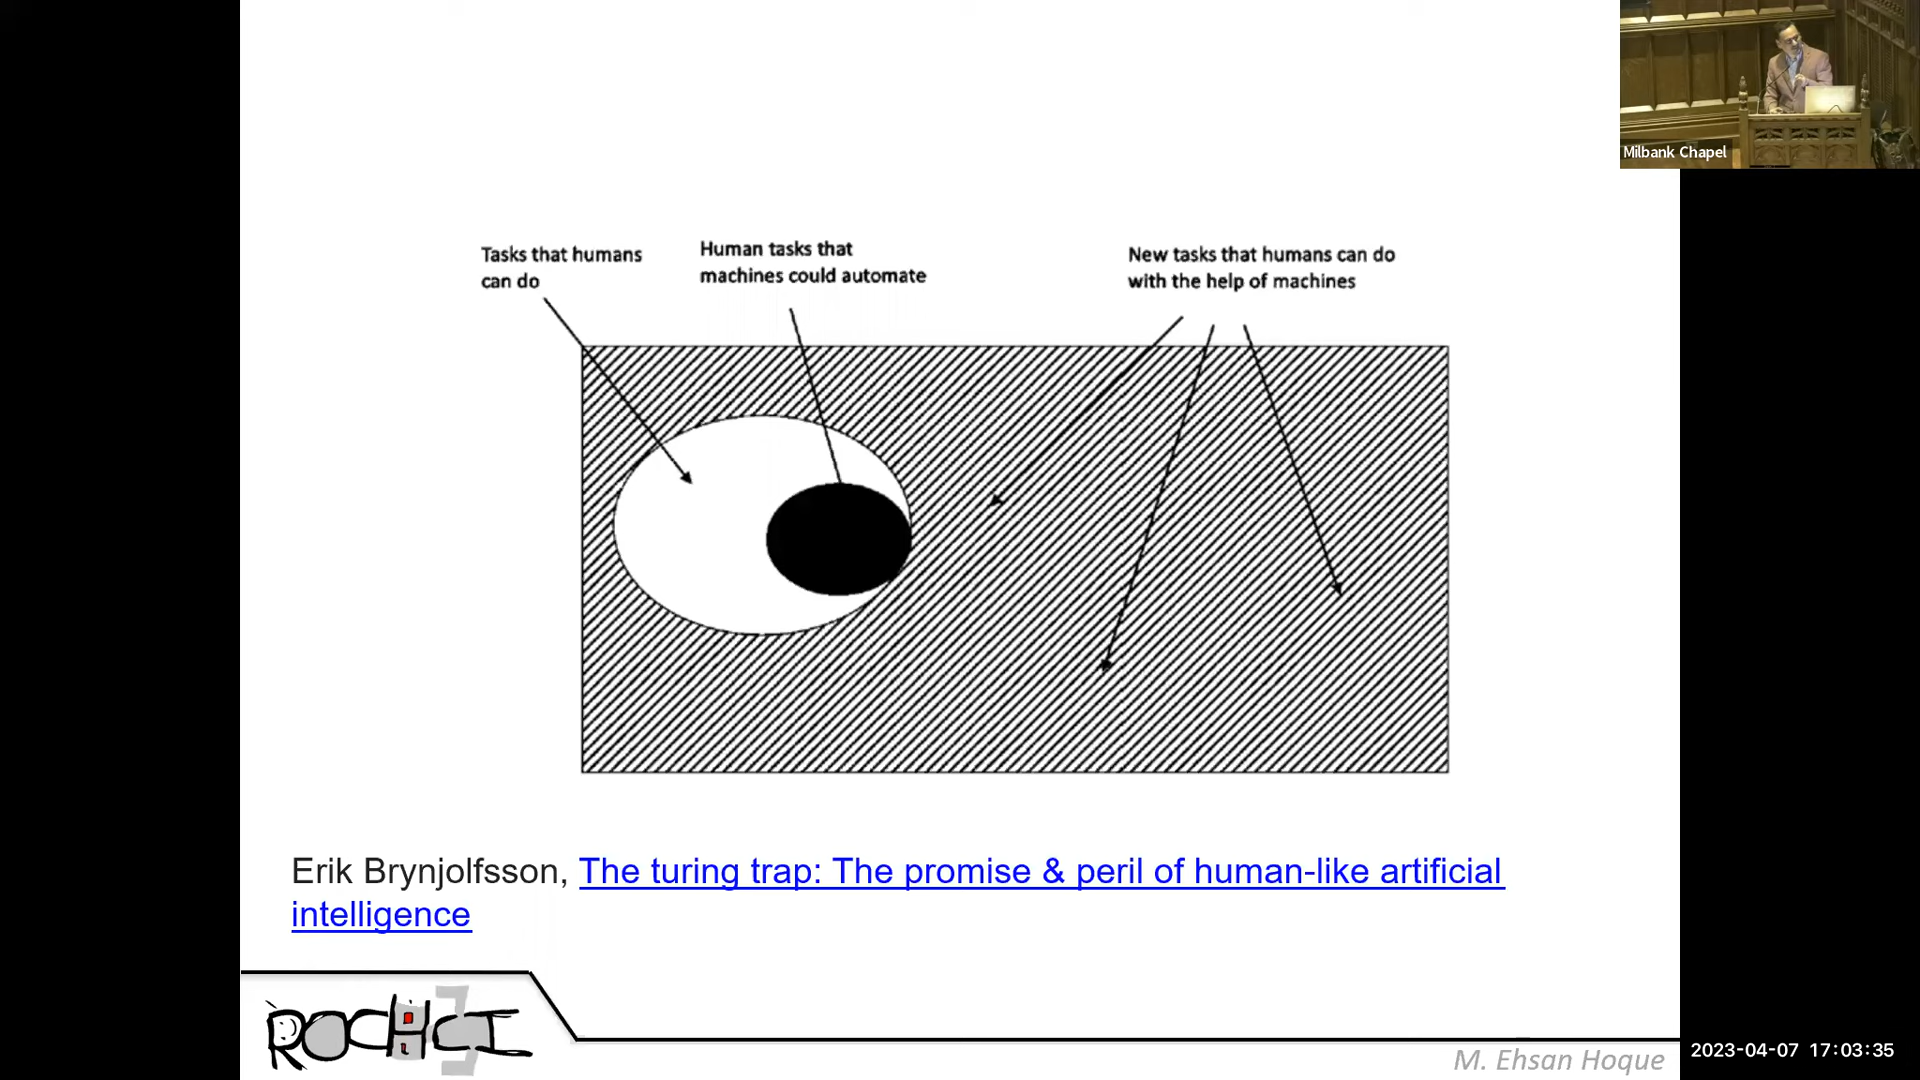 Milbank Chapel
Tasks that humans
can do
Human tasks that
machines could automate
New tasks that humans can do
with the help of machines
Erik Brynjolfsson, The turing trap: The promise & peril of human-like artificial
intelligence
ROCHCI
M. Ehsan Hoque
2023-04-07 17:03:35